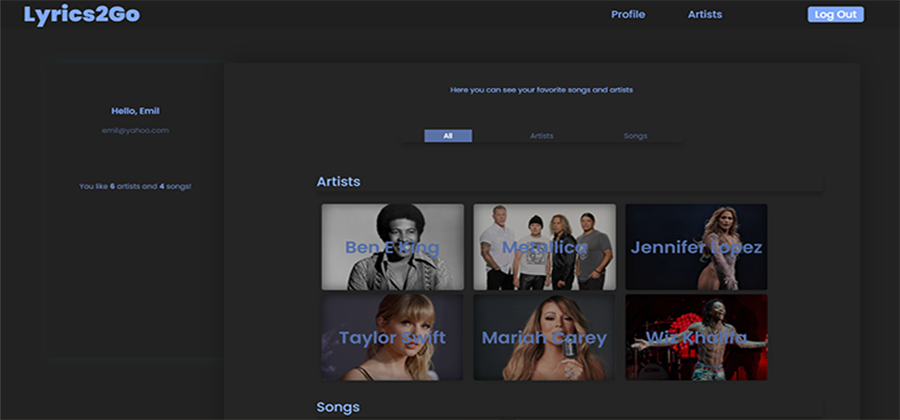 Lyrics2Go
Profile
Artists
Log Out
Hello, Emil
emil@yahoo.com
You like 6 artists and 4 songs!
Here you can see your favorite songs and artists
All
Artists
Songs
Artists
Ben E King
Metallica
Jennifer Lopez
Taylor Swift
Mariah Carey
Wiz Khalifa
Songs